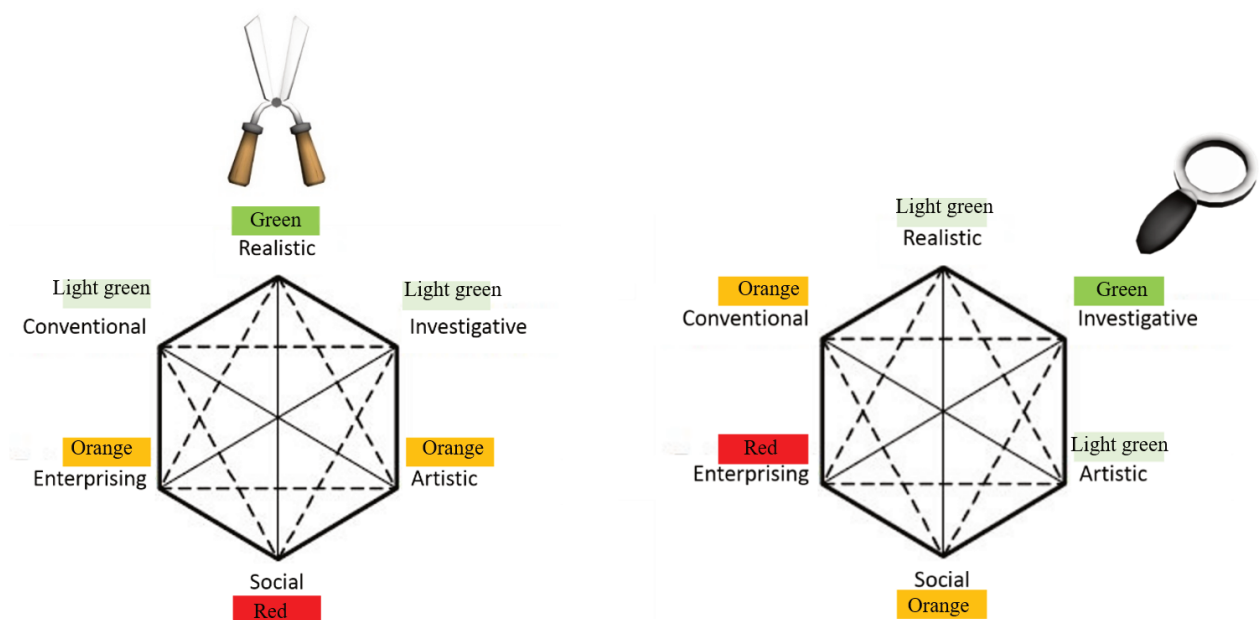 Green
Realistic
Light green
Conventional
Light green
Investigative
Orange
Enterprising
Orange
Artistic
Social
Red
Light green
Realistic
Orange
Conventional
Green
Investigative
Red
Enterprising
Light green
Artistic
Social
Orange